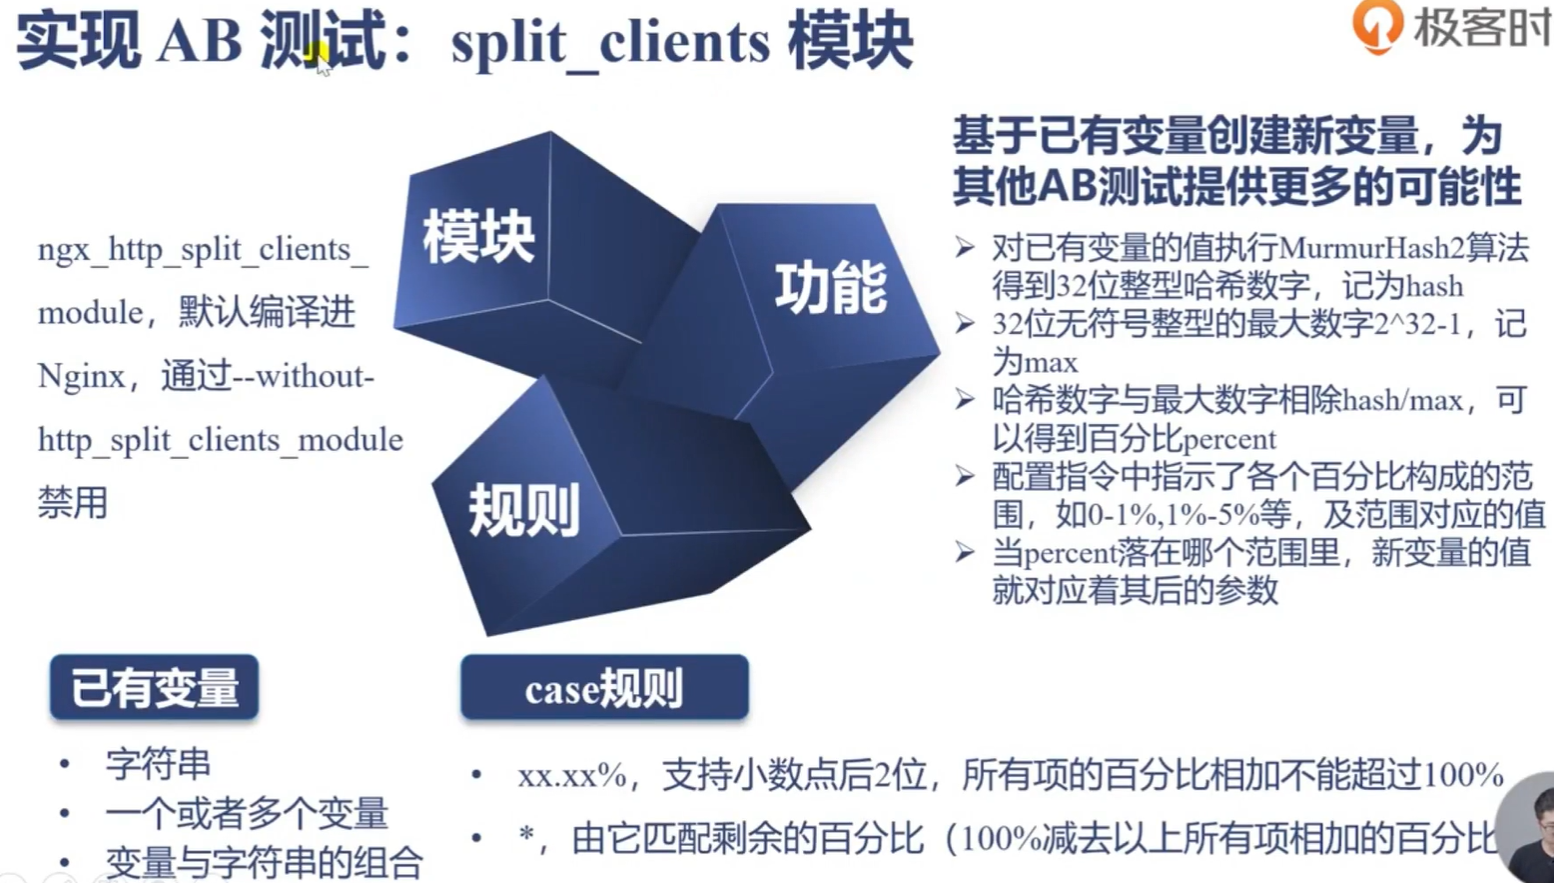 实现 AB 测试：split_clients 模块
极客时
模块
功能
规则
ngx_http_split_clients_
module，默认编译进
Nginx，通过--without-
http_split_clients_module
禁用
基于已有变量创建新变量，为
其他AB测试提供更多的可能性
➢ 对已有变量的值执行MurmurHash2算法
得到32位整型哈希数字，记为hash
➢ 32位无符号整型的最大数字2^32-1，记
为max
➢ 哈希数字与最大数字相除hash/max，可
以得到百分比percent
➢ 配置指令中指示了各个百分比构成的范
围，如0-1%,1%-5%等，及范围对应的值
➢ 当percent落在哪个范围里，新变量的值
就对应着其后的参数
已有变量
• 字符串
• 一个或者多个变量
• 变量与字符串的组合
case规则
• xx.xx%，支持小数点后2位，所有项的百分比相加不能超过100%
• *，由它匹配剩余的百分比（100%减去以上所有项相加的百分比